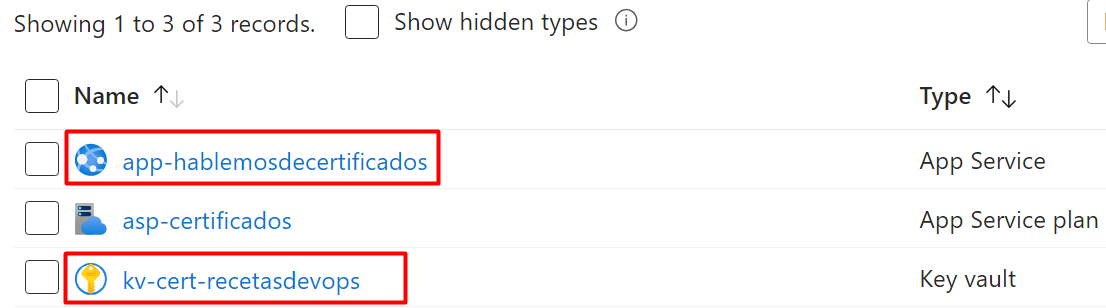 Showing 1 to 3 of 3 records. Show hidden types
Name Type
app-hablemosdecertificados App Service
asp-certificados App Service plan
kv-cert-recetasdevops Key vault